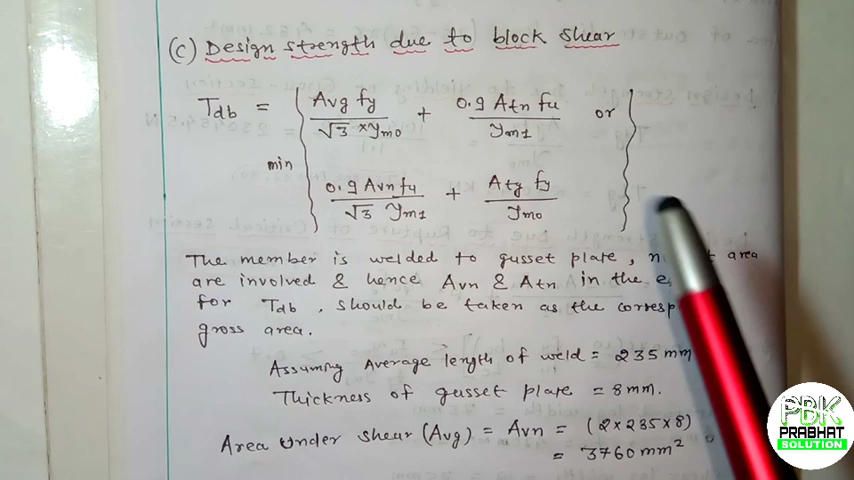 (C) Design strength due to block shear
Tdb = min { Avg fy / √3 × γm0 + 0.9 Atn fu / γm1 or
0.9 Avn fu / √3 γm1 + Atg fy / γm0 }
The member is welded to gusset plate, area
are involved & hence Avn & Atn in the
for Tdb, should be taken as the
gross area.
Assuming Average length of weld = 235 mm
Thickness of gusset plate = 8mm.
Area Under shear (Avg) = Avn = (2×235×8)
= 3760 mm²
PBK
PRABHAT
SOLUTION